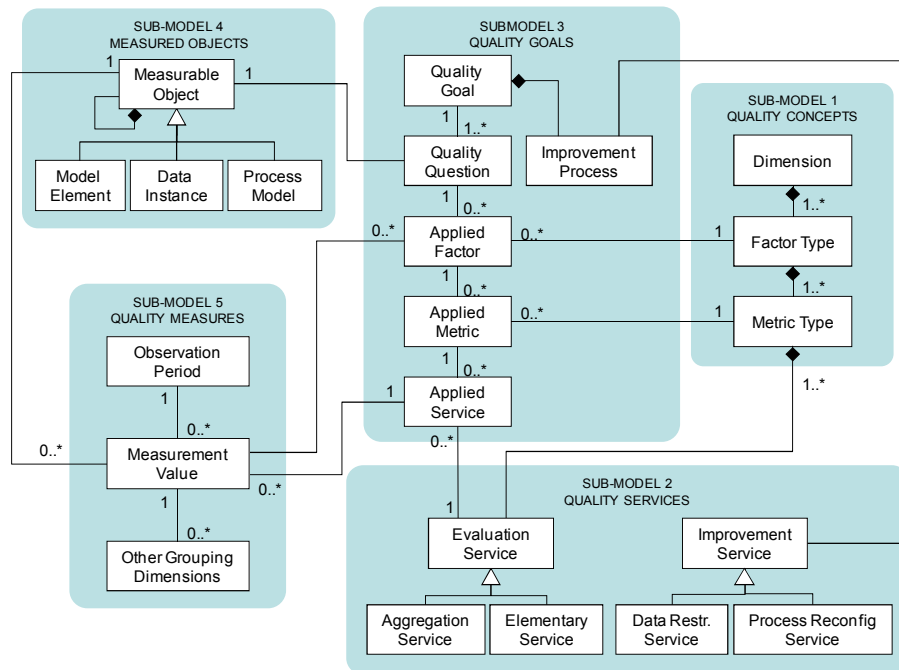 SUB-MODEL 4
MEASURED OBJECTS
1
Measurable
Object
1
Model
Element
Data
Instance
Process
Model
SUBMODEL 3
QUALITY GOALS
Quality
Goal
1
1..*
Quality
Question
Improvement
Process
1
0..*
0..*
Applied
Factor
0..*
1
1
0..*
Applied
Metric
0..*
1
1
0..*
1
Applied
Service
0..*
SUB-MODEL 1
QUALITY CONCEPTS
Dimension
1..*
Factor Type
1..*
Metric Type
1..*
SUB-MODEL 5
QUALITY MEASURES
Observation
Period
1
0..*
0..*
Measurement
Value
0..*
1
0..*
Other Grouping
Dimensions
SUB-MODEL 2
QUALITY SERVICES
1
Evaluation
Service
Improvement
Service
Aggregation
Service
Elementary
Service
Data Restr.
Service
Process Reconfig
Service